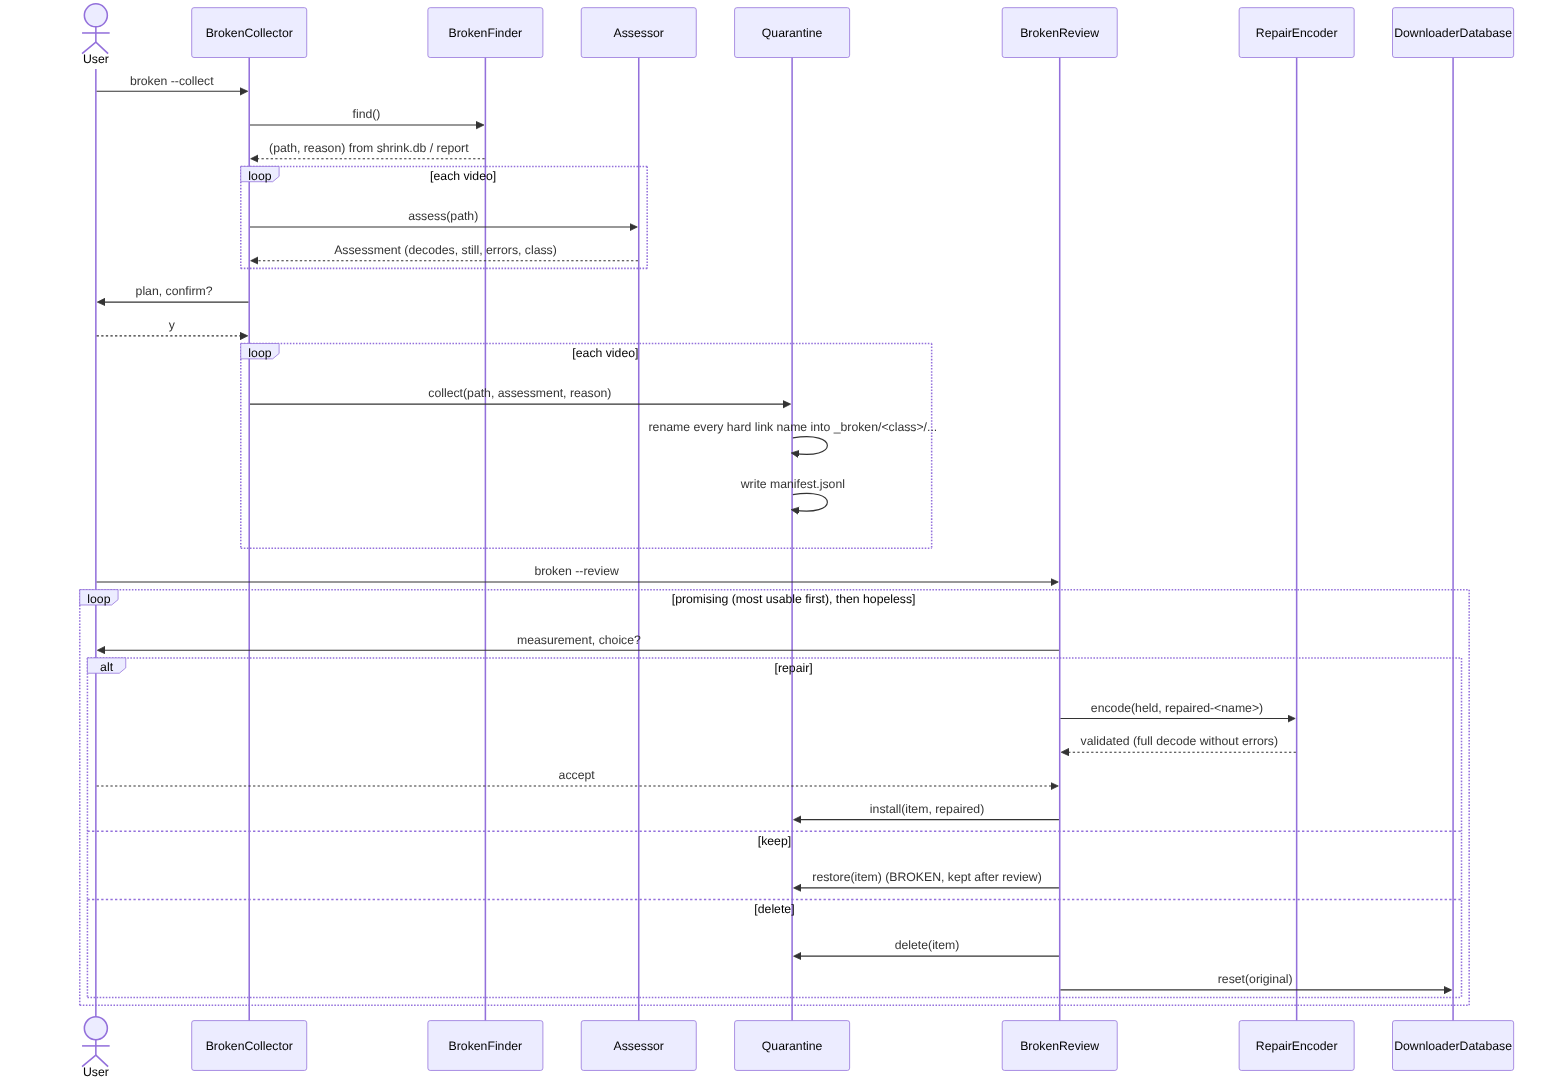 User
BrokenCollector
BrokenFinder
Assessor
Quarantine
BrokenReview
RepairEncoder
DownloaderDatabase
broken --collect
find()
(path, reason) from shrink.db / report
loop
[each video]
assess(path)
Assessment (decodes, still, errors, class)
plan, confirm?
y
loop
[each video]
collect(path, assessment, reason)
rename every hard link name into _broken/<class>/...
write manifest.jsonl
broken --review
loop
[promising (most usable first), then hopeless]
measurement, choice?
alt
[repair]
encode(held, repaired-<name>)
validated (full decode without errors)
accept
install(item, repaired)
[keep]
restore(item) (BROKEN, kept after review)
[delete]
delete(item)
reset(original)
User
BrokenCollector
BrokenFinder
Assessor
Quarantine
BrokenReview
RepairEncoder
DownloaderDatabase